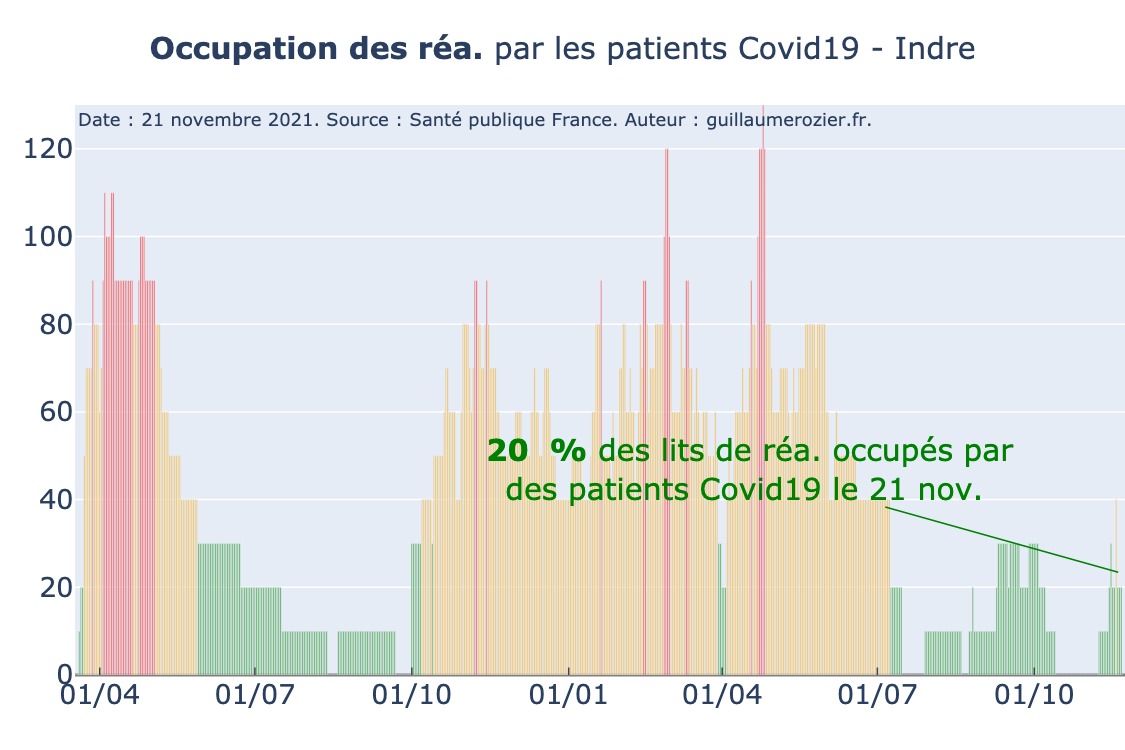 Occupation des réa. par les patients Covid19 - Indre
Date : 21 novembre 2021. Source : Santé publique France. Auteur : guillaumerozier.fr.
120
100
80
60
20 % des lits de réa. occupés par
des patients Covid19 le 21 nov.
40
20
0
01/04 01/07 01/10 01/01 01/04 01/07 01/10